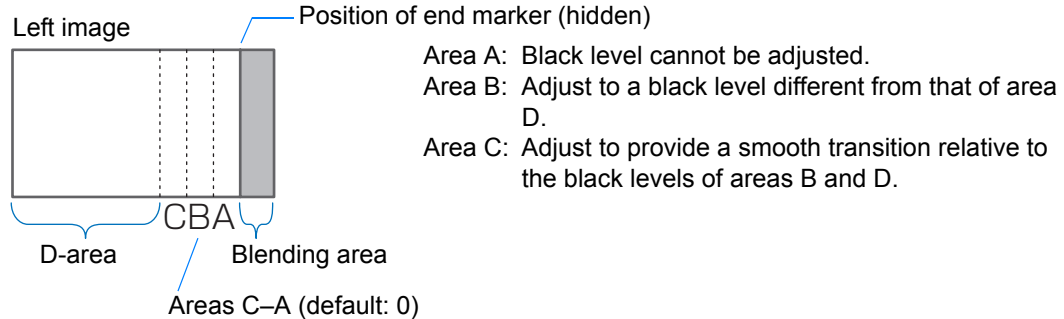 Position of end marker (hidden)
Left image
Area A: Black level cannot be adjusted.
Area B: Adjust to a black level different from that of area
D.
Area C: Adjust to provide a smooth transition relative to
the black levels of areas B and D.
CBA
D-area
Blending area
Areas C–A (default: 0)